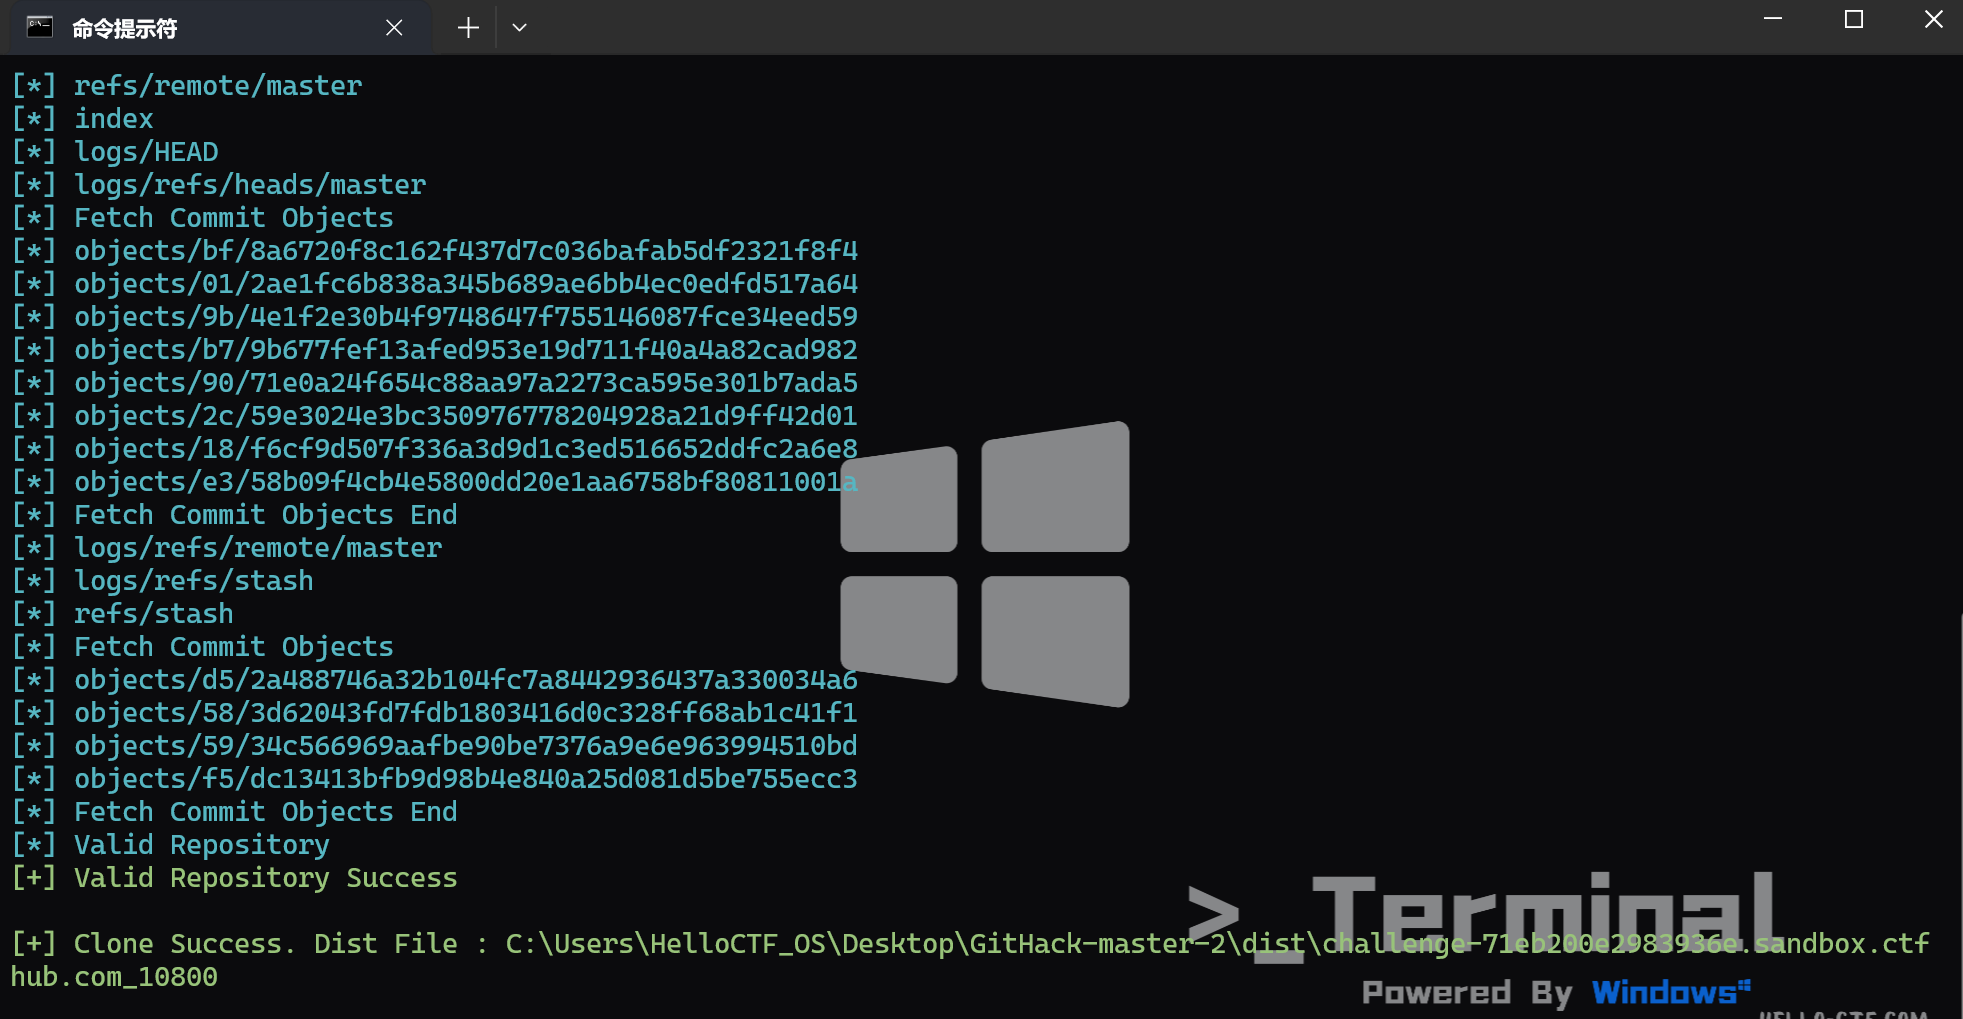 命令提示符
[*] refs/remote/master
[*] index
[*] logs/HEAD
[*] logs/refs/heads/master
[*] Fetch Commit Objects
[*] objects/bf/8a6720f8c162f437d7c036bafab5df2321f8f4
[*] objects/01/2ae1fc6b838a345b689ae6bb4ec0edfd517a64
[*] objects/9b/4e1f2e30b4f9748647f755146087fce34eed59
[*] objects/b7/9b677fef13afed953e19d711f40a4a82cad982
[*] objects/90/71e0a24f654c88aa97a2273ca595e301b7ada5
[*] objects/2c/59e3024e3bc350976778204928a21d9ff42d01
[*] objects/18/f6cf9d507f336a3d9d1c3ed516652ddfc2a6e8
[*] objects/e3/58b09f4cb4e5800dd20e1aa6758bf80811001a
[*] Fetch Commit Objects End
[*] logs/refs/remote/master
[*] logs/refs/stash
[*] refs/stash
[*] Fetch Commit Objects
[*] objects/d5/2a488746a32b104fc7a8442936437a330034a6
[*] objects/58/3d62043fd7fdb1803416d0c328ff68ab1c41f1
[*] objects/59/34c566969aafbe90be7376a9e6e963994510bd
[*] objects/f5/dc13413bfb9d98b4e840a25d081d5be755ecc3
[*] Fetch Commit Objects End
[*] Valid Repository
[+] Valid Repository Success
>_Terminal
[+] Clone Success. Dist File : C:\Users\HelloCTF_OS\Desktop\GitHack-master-2\dist\challenge-71eb200e2983936e.sandbox.ctf
hub.com_10800
Powered By Windows
HELLO-CTF.COM